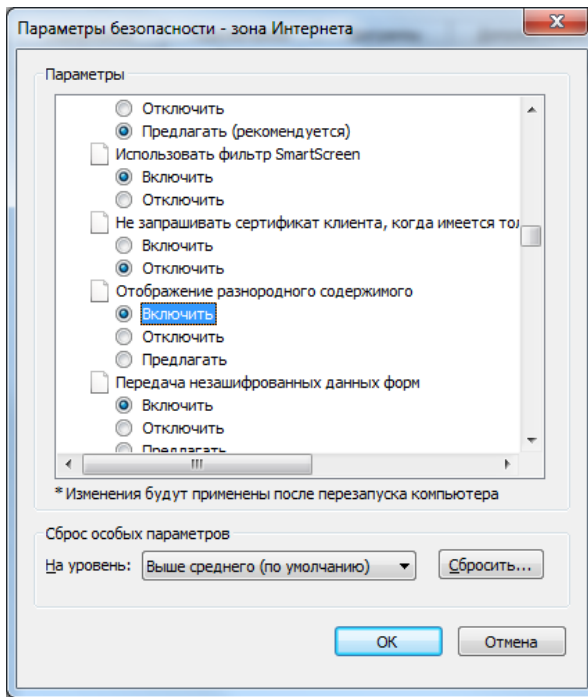 Параметры безопасности - зона Интернета
Параметры
Отключить
Предлагать (рекомендуется)
Использовать фильтр SmartScreen
Включить
Отключить
Не запрашивать сертификат клиента, когда имеется тол
Включить
Отключить
Отображение разнородного содержимого
Включить
Отключить
Предлагать
Передача незашифрованных данных форм
Включить
Отключить
Предлагать
* Изменения будут применены после перезапуска компьютера
Сброс особых параметров
На уровень: Выше среднего (по умолчанию) Сбросить...
ОК Отмена